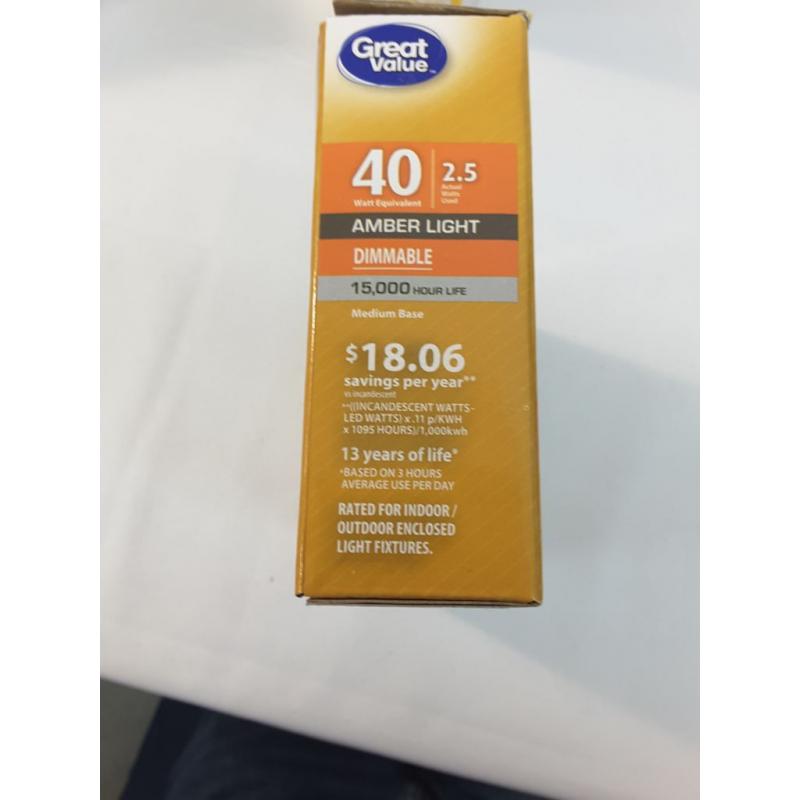 Great
Value™
40
Watt Equivalent
2.5
Actual
Watts
Used
AMBER LIGHT
DIMMABLE
15,000 HOUR LIFE
Medium Base
$18.06
savings per year**
vs incandescent
**((INCANDESCENT WATTS-
LED WATTS) x .11 p/KWH
x 1095 HOURS)/1,000kwh
13 years of life*
*BASED ON 3 HOURS
AVERAGE USE PER DAY
RATED FOR INDOOR /
OUTDOOR ENCLOSED
LIGHT FIXTURES.